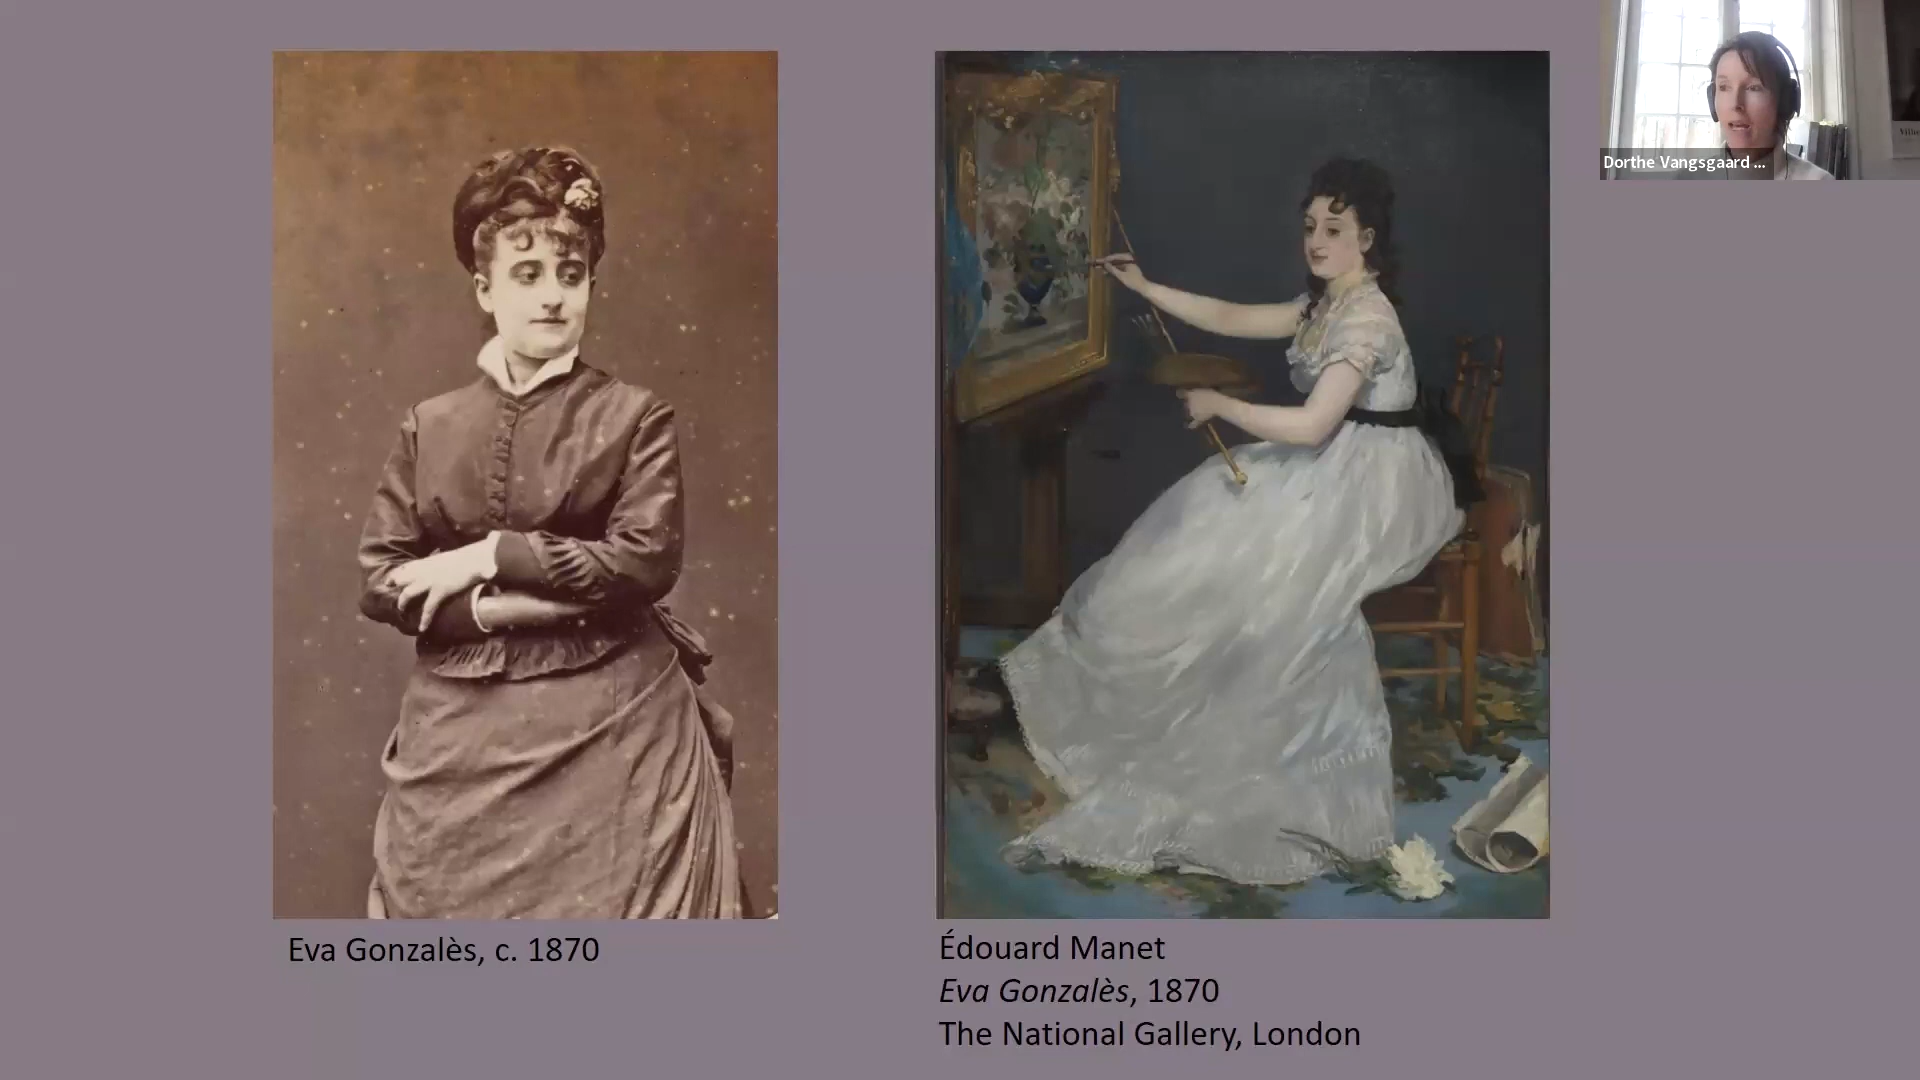 Dorthe Vangsgaard ...
Eva Gonzalès, c. 1870
Édouard Manet
Eva Gonzalès, 1870
The National Gallery, London